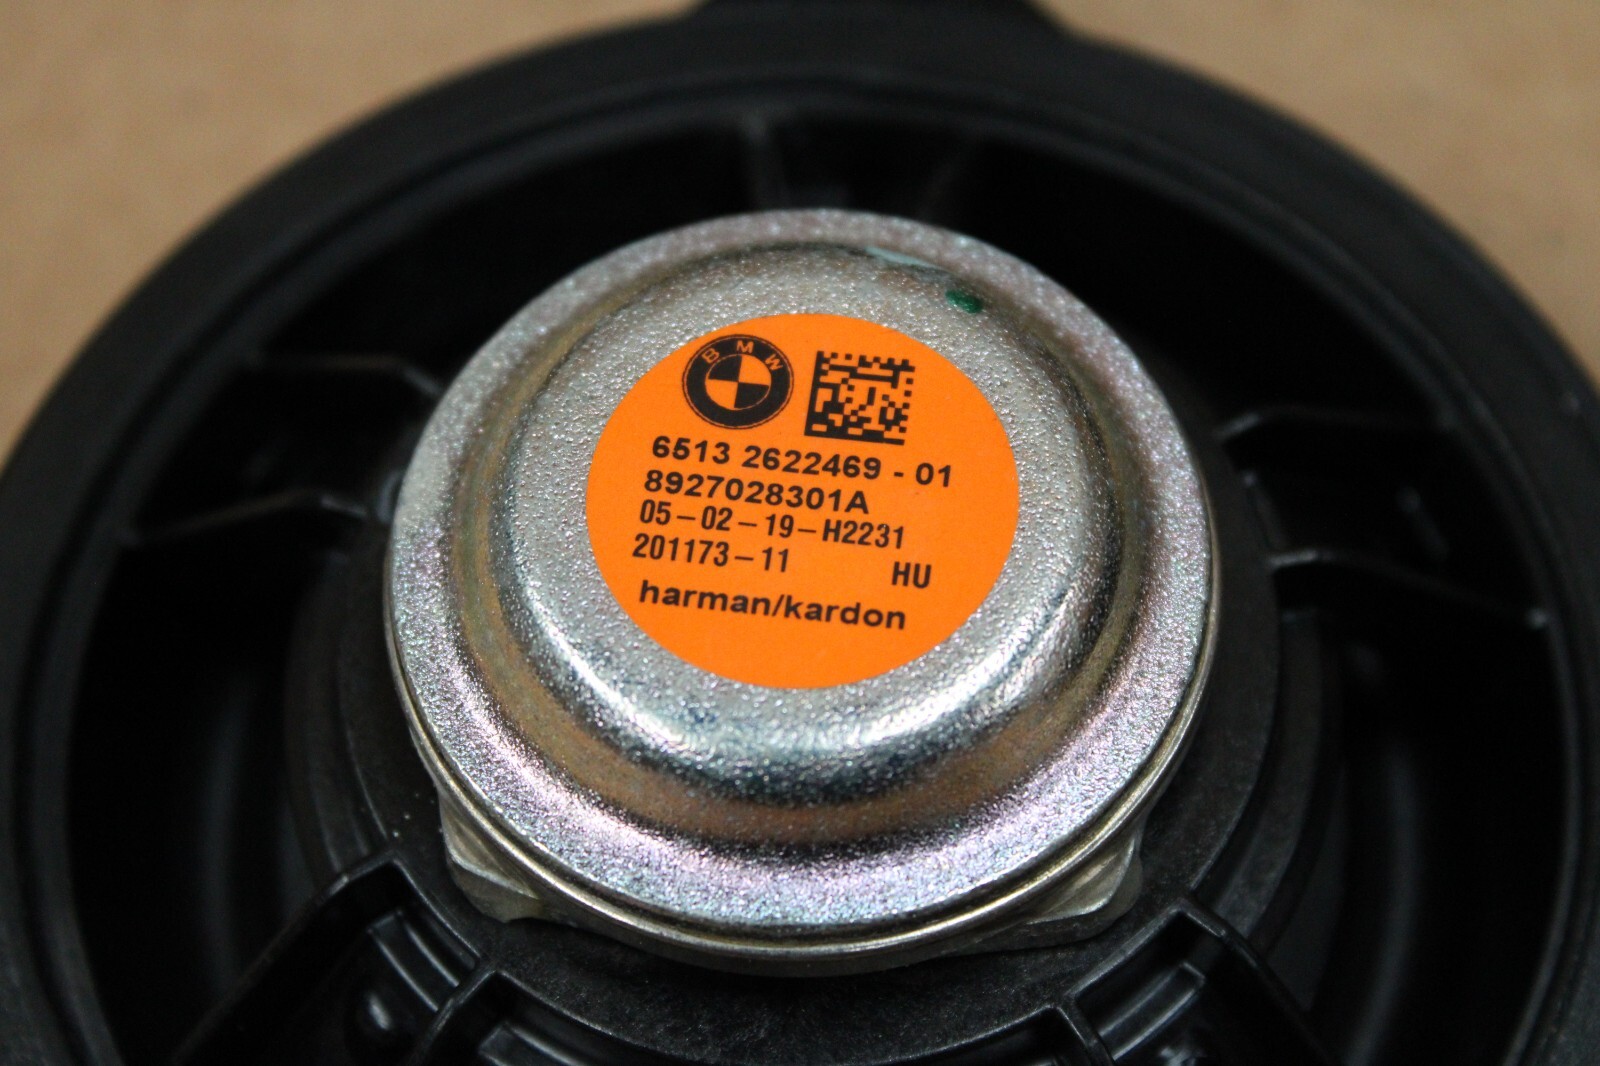 BMW
6513 2622469 - 01
8927028301A
05-02-19-H2231
201173-11 HU
harman/kardon